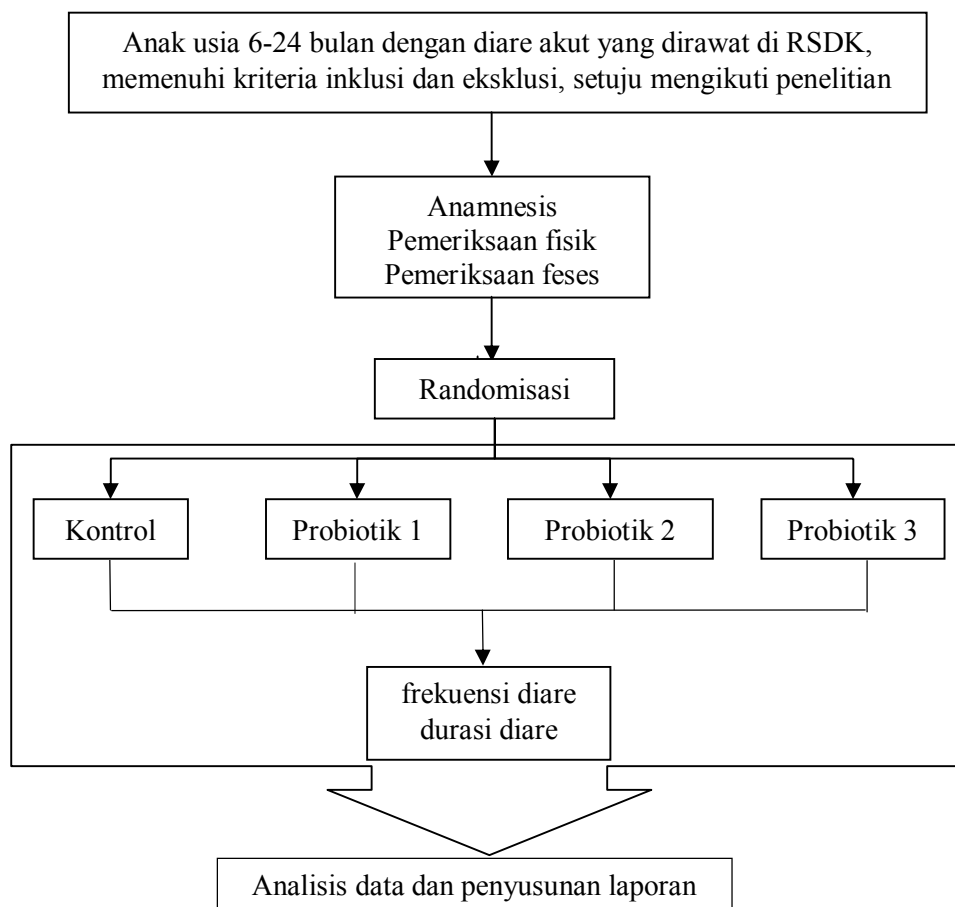 Anak usia 6-24 bulan dengan diare akut yang dirawat di RSDK,
memenuhi kriteria inklusi dan eksklusi, setuju mengikuti penelitian
Anamnesis
Pemeriksaan fisik
Pemeriksaan feses
Randomisasi
Kontrol
Probiotik 1
Probiotik 2
Probiotik 3
frekuensi diare
durasi diare
Analisis data dan penyusunan laporan